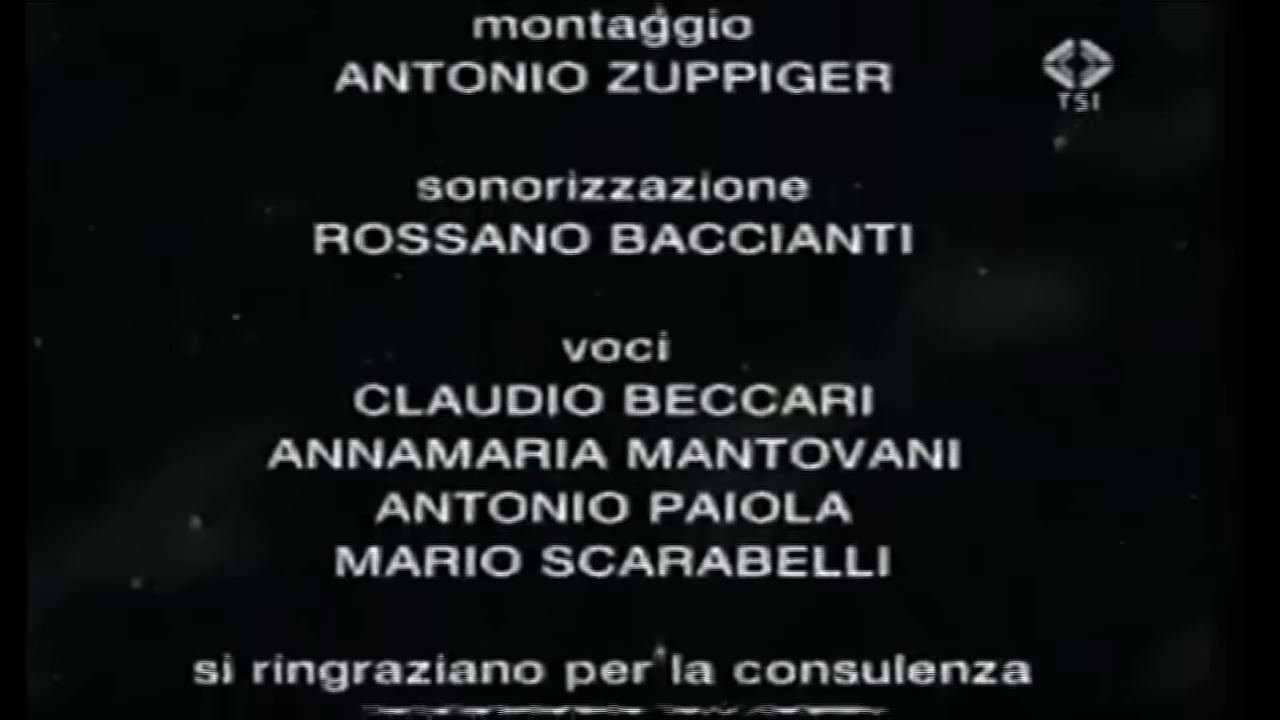 montaggio
ANTONIO ZUPPIGER
TSI
sonorizzazione
ROSSANO BACCIANTI
voci
CLAUDIO BECCARI
ANNAMARIA MANTOVANI
ANTONIO PAIOLA
MARIO SCARABELLI
si ringraziano per la consulenza